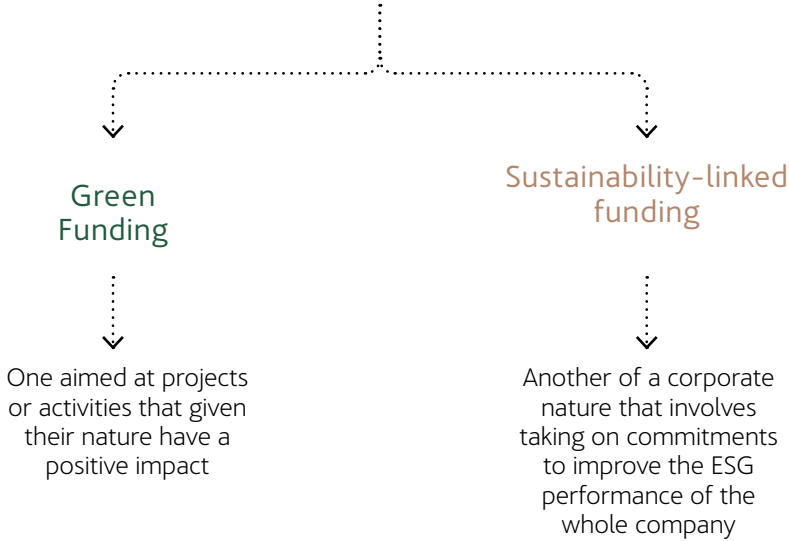 Green
Funding
One aimed at projects
or activities that given
their nature have a
positive impact
Sustainability-linked
funding
Another of a corporate
nature that involves
taking on commitments
to improve the ESG
performance of the
whole company